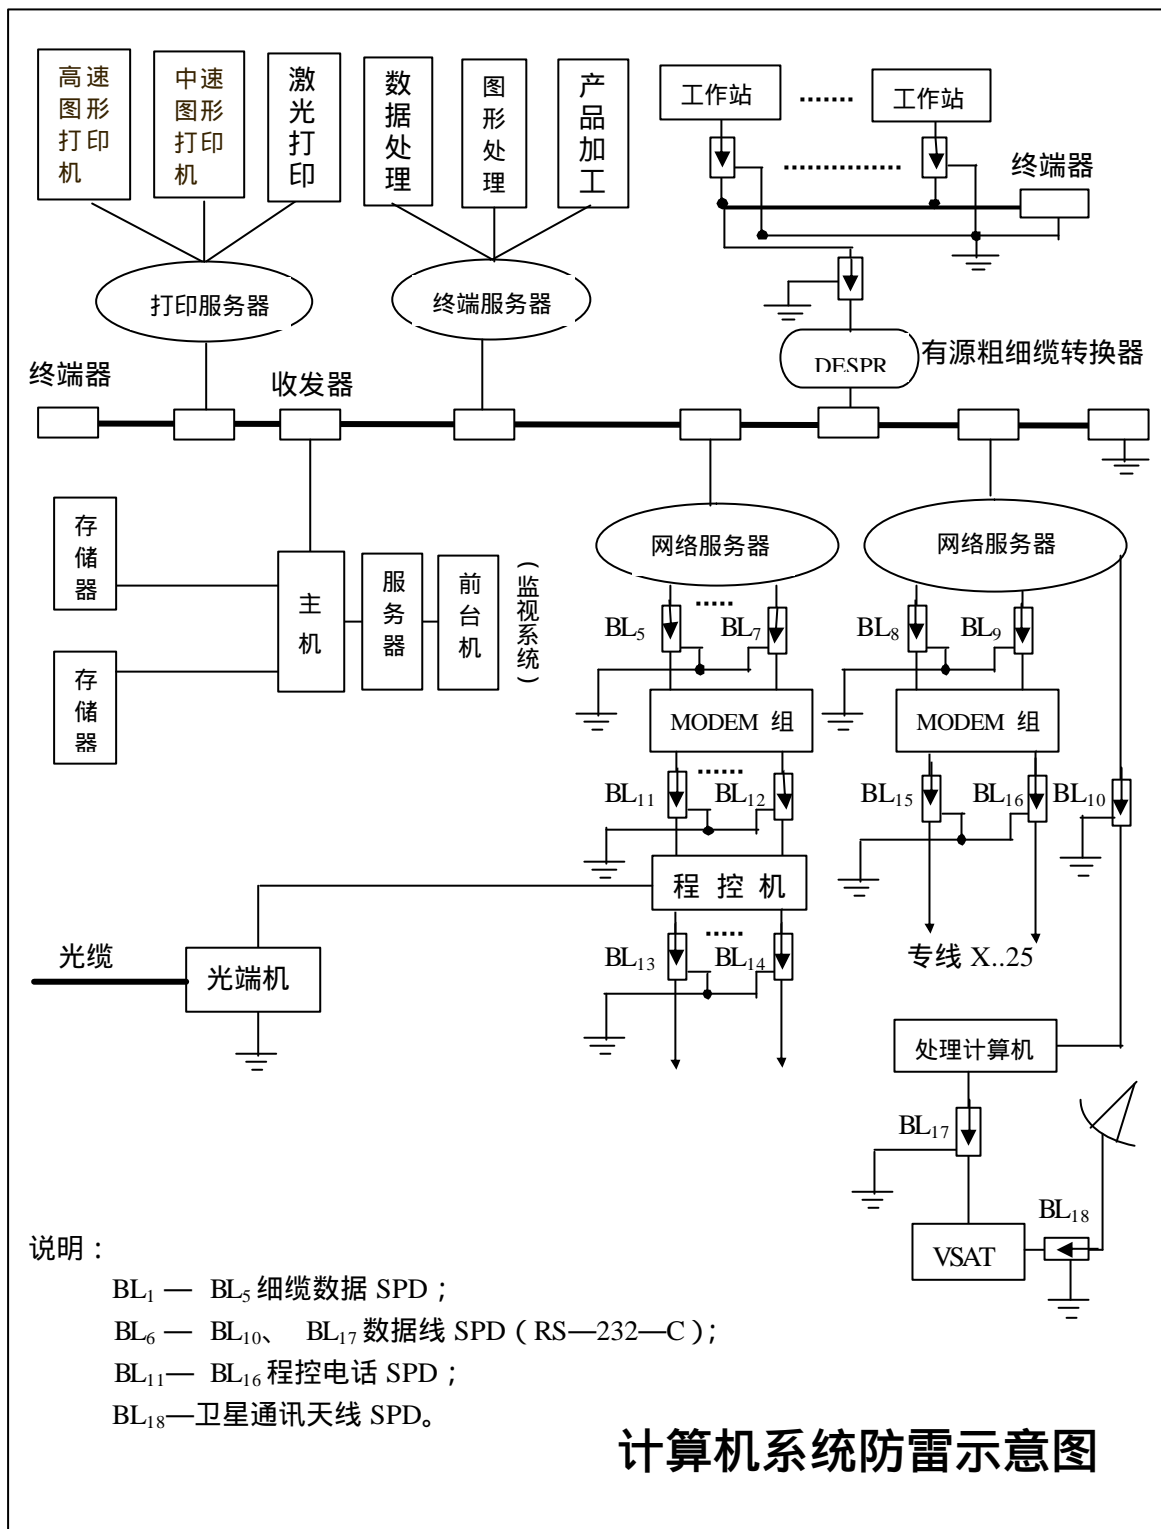 高速
图形
打印
机
中速
图形
打印
机
激光打印
数据处理
图形处理
产品加工
工作站
........
工作站
终端器
打印服务器
终端服务器
DESPR
有源粗细缆转换器
终端器
收发器
存储器
存储器
主机
服务器
前台机
(监视系统)
网络服务器
网络服务器
BL₅
BL₇
BL₈
BL₉
MODEM 组
MODEM 组
BL₁₁
BL₁₂
BL₁₅
BL₁₆
BL₁₀
程 控 机
光缆
光端机
BL₁₃
BL₁₄
专线 X..25
处理计算机
BL₁₇
BL₁₈
VSAT
说明：
BL₁ — BL₅ 细缆数据 SPD；
BL₆ — BL₁₀、 BL₁₇ 数据线 SPD（RS—232—C）；
BL₁₁— BL₁₆ 程控电话 SPD；
BL₁₈—卫星通讯天线 SPD。
计算机系统防雷示意图